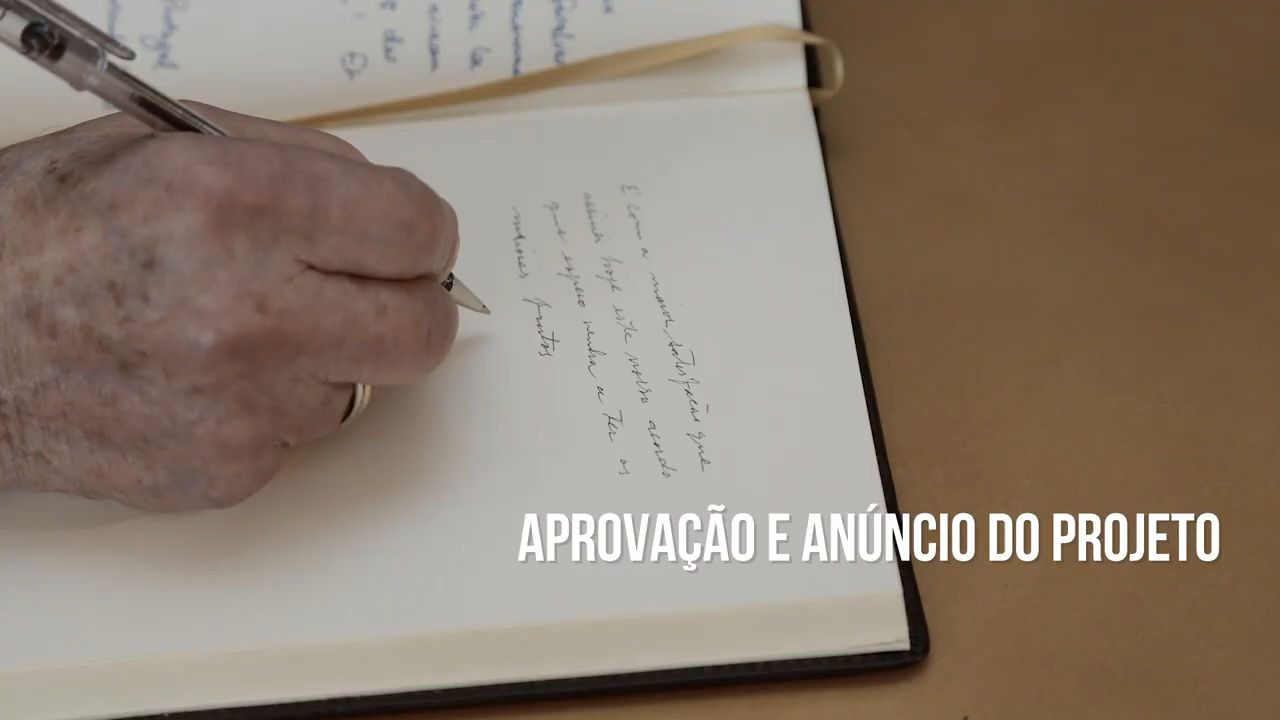 É com a maior satisfação que
assinei hoje este nosso acordo
que espero venha a ter os
maiores frutos
APROVAÇÃO E ANÚNCIO DO PROJETO